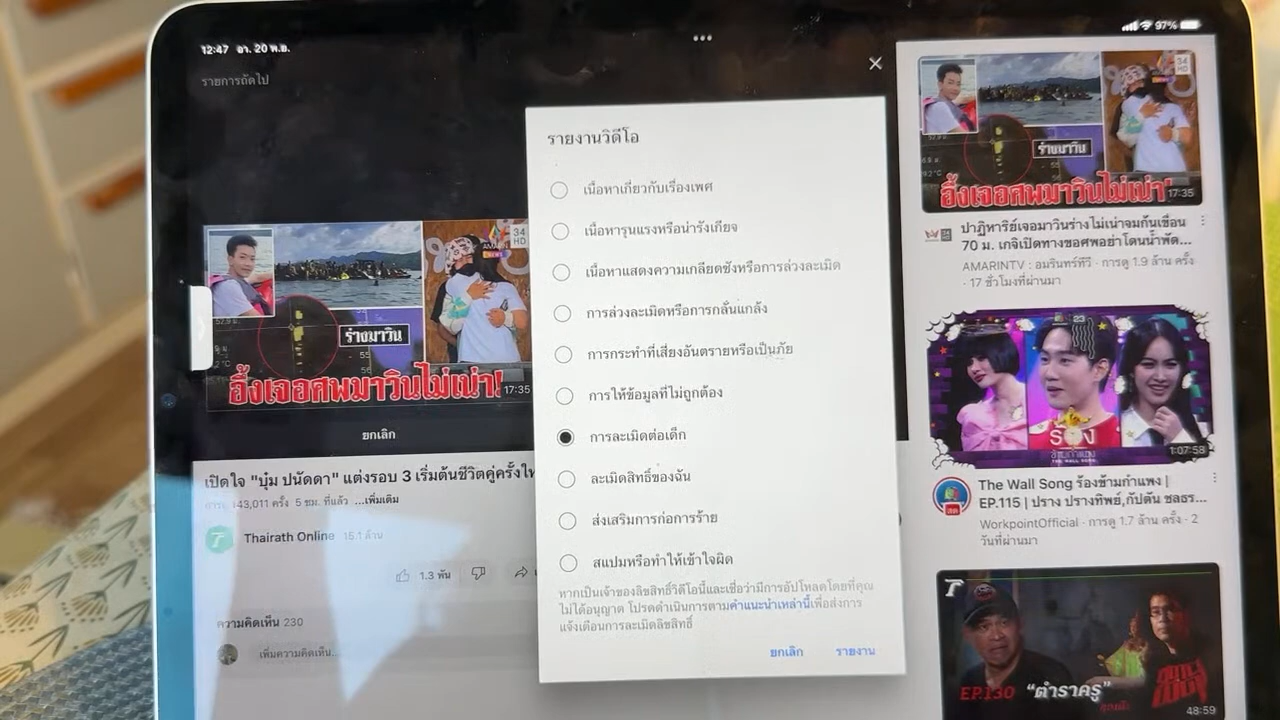 12:47 อา. 20 พ.ย.
97%
รายการถัดไป
34
HD
ร่างมาวิน
อึ้งเจอศพมาวินไม่เน่า!
17:35
ยกเลิก
เปิดใจ "บุ๋ม ปนัดดา" แต่งรอบ 3 เริ่มต้นชีวิตคู่ครั้งให
43,011 ครั้ง 5 ชม. ที่แล้ว ...เพิ่มเติม
Thairath Online 15.1 ล้าน
1.3 พัน
ความคิดเห็น 230
เพิ่มความคิดเห็น...
รายงานวิดีโอ
เนื้อหาเกี่ยวกับเรื่องเพศ
เนื้อหารุนแรงหรือน่ารังเกียจ
เนื้อหาแสดงความเกลียดชังหรือการล่วงละเมิด
การล่วงละเมิดหรือการกลั่นแกล้ง
การกระทำที่เสี่ยงอันตรายหรือเป็นภัย
การให้ข้อมูลที่ไม่ถูกต้อง
การละเมิดต่อเด็ก
ละเมิดสิทธิ์ของฉัน
ส่งเสริมการก่อการร้าย
สแปมหรือทำให้เข้าใจผิด
หากเป็นเจ้าของลิขสิทธิ์วิดีโอนี้และเชื่อว่ามีการอัปโหลดโดยที่คุณ
ไม่ได้อนุญาต โปรดดำเนินการตามคำแนะนำเหล่านี้เพื่อส่งการ
แจ้งเตือนการละเมิดลิขสิทธิ์
ยกเลิก รายงาน
34
HD
ร่างมาวิน
อึ้งเจอศพมาวินไม่เน่า!
17:35
ปาฏิหาริย์เจอมาวินร่างไม่เน่าจมก้นเขื่อน
70 ม. เกจิเปิดทางขอศพอย่าโดนน้ำพัด...
AMARINTV : อมรินทร์ทีวี · การดู 1.9 ล้าน ครั้ง
· 17 ชั่วโมงที่ผ่านมา
23
ร้อง
ข้ามกำแพง
THE WALL SONG
1:07:58
The Wall Song ร้องข้ามกำแพง |
EP.115 | ปราง ปรางทิพย์,กัปตัน ชลธร...
WorkpointOfficial · การดู 1.7 ล้าน ครั้ง · 2
วันที่ผ่านมา
EP.130 "ตำราครู"
48:59